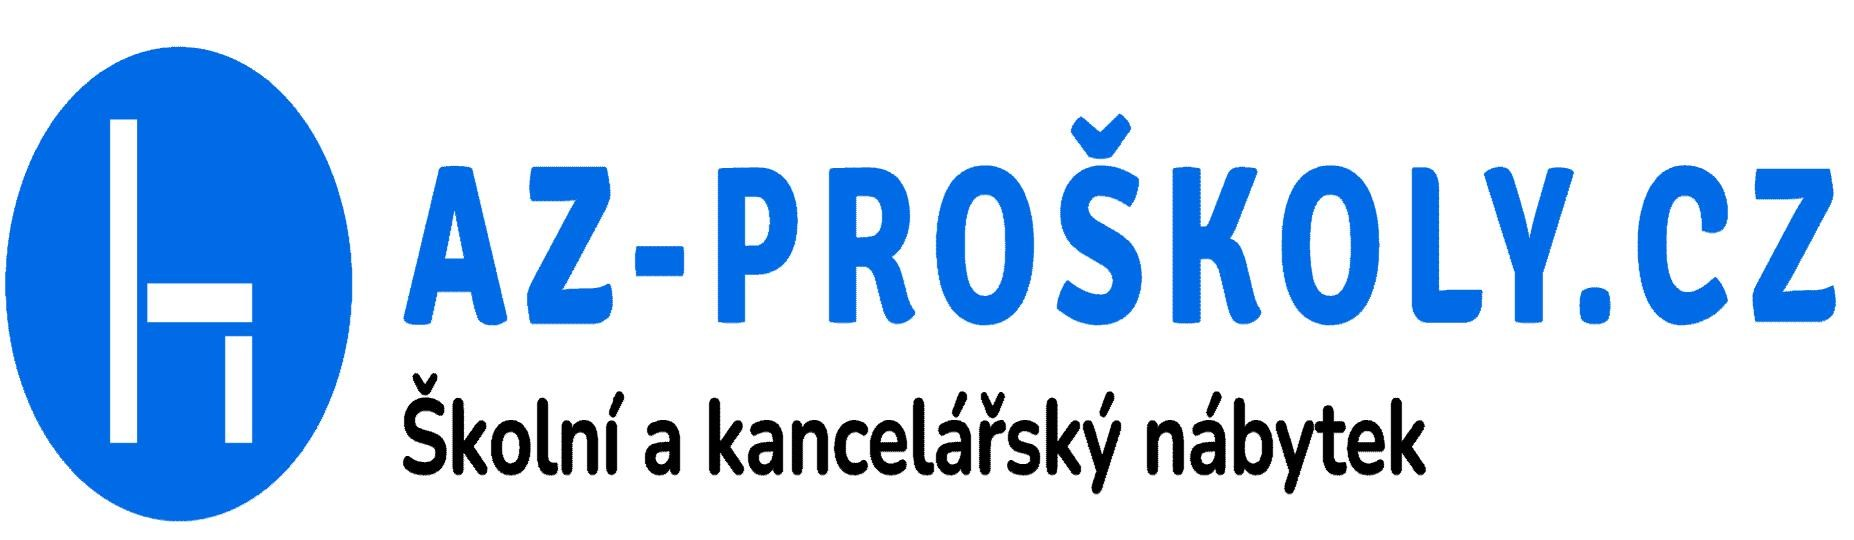 AZ-PROŠKOLY.CZ
Školní a kancelářský nábytek